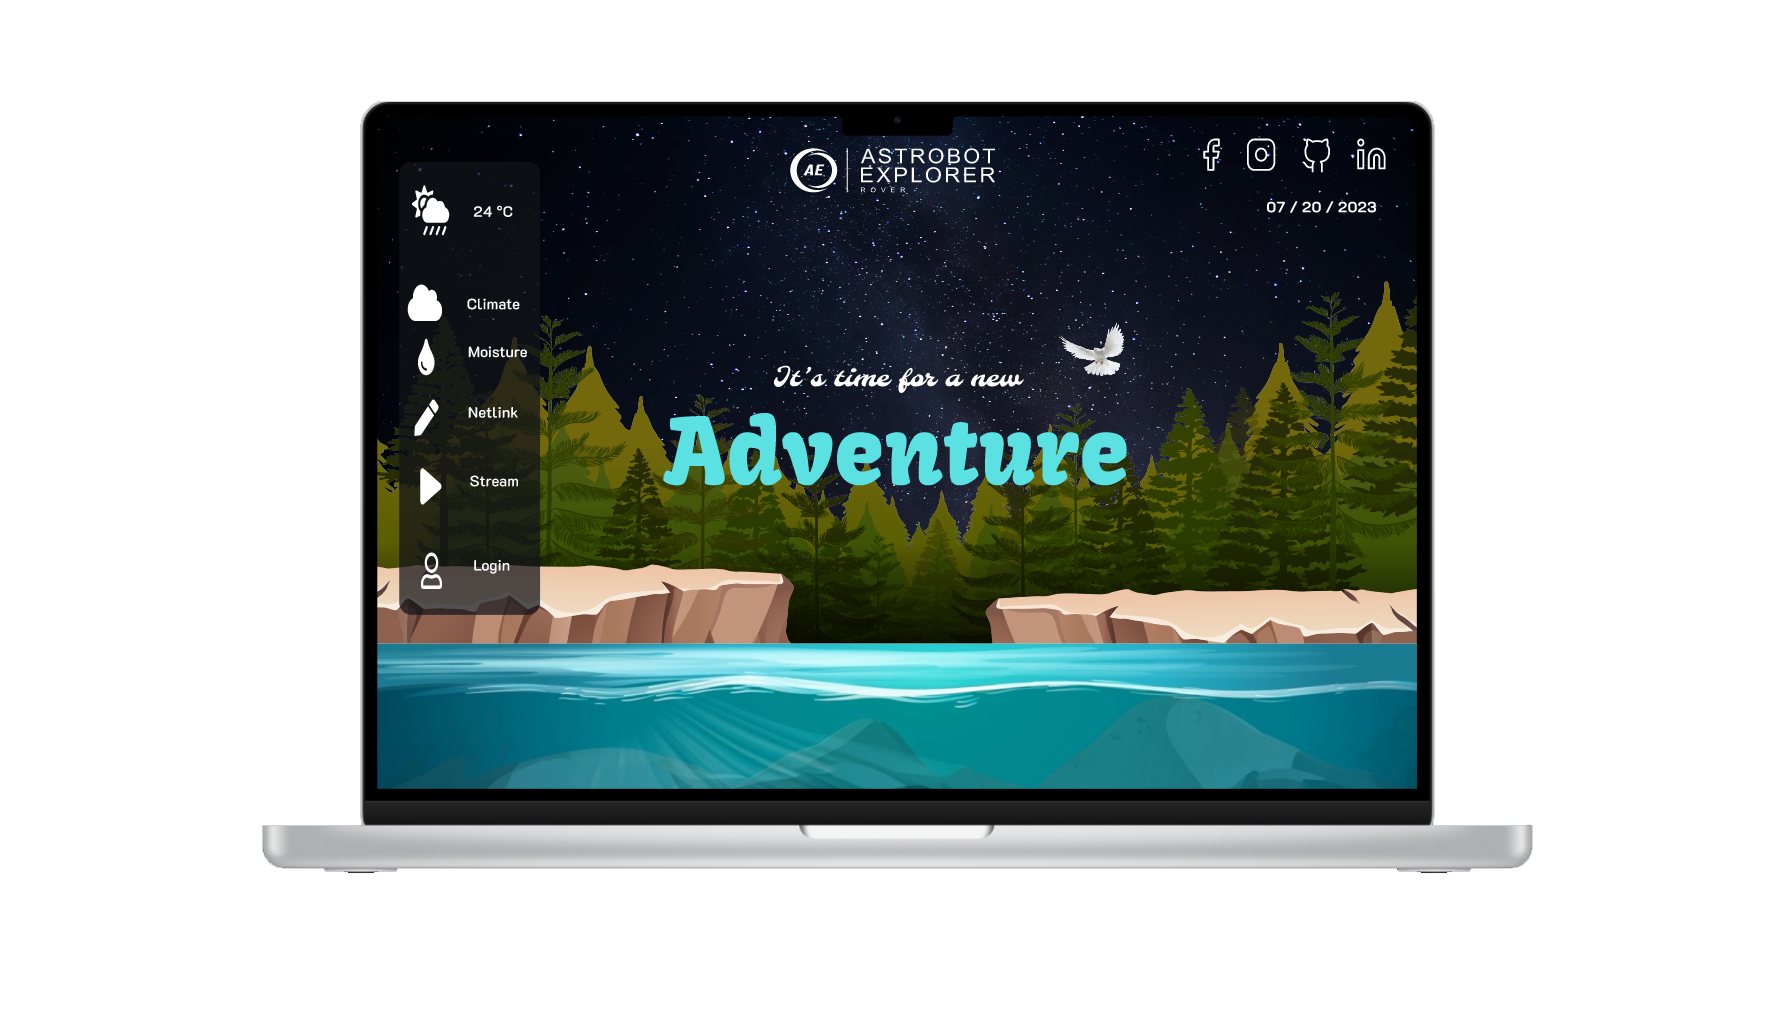 AE
ASTROBOT
EXPLORER
ROVER
07 / 20 / 2023
24 °C
Climate
Moisture
Netlink
Stream
Login
It's time for a new
Adventure